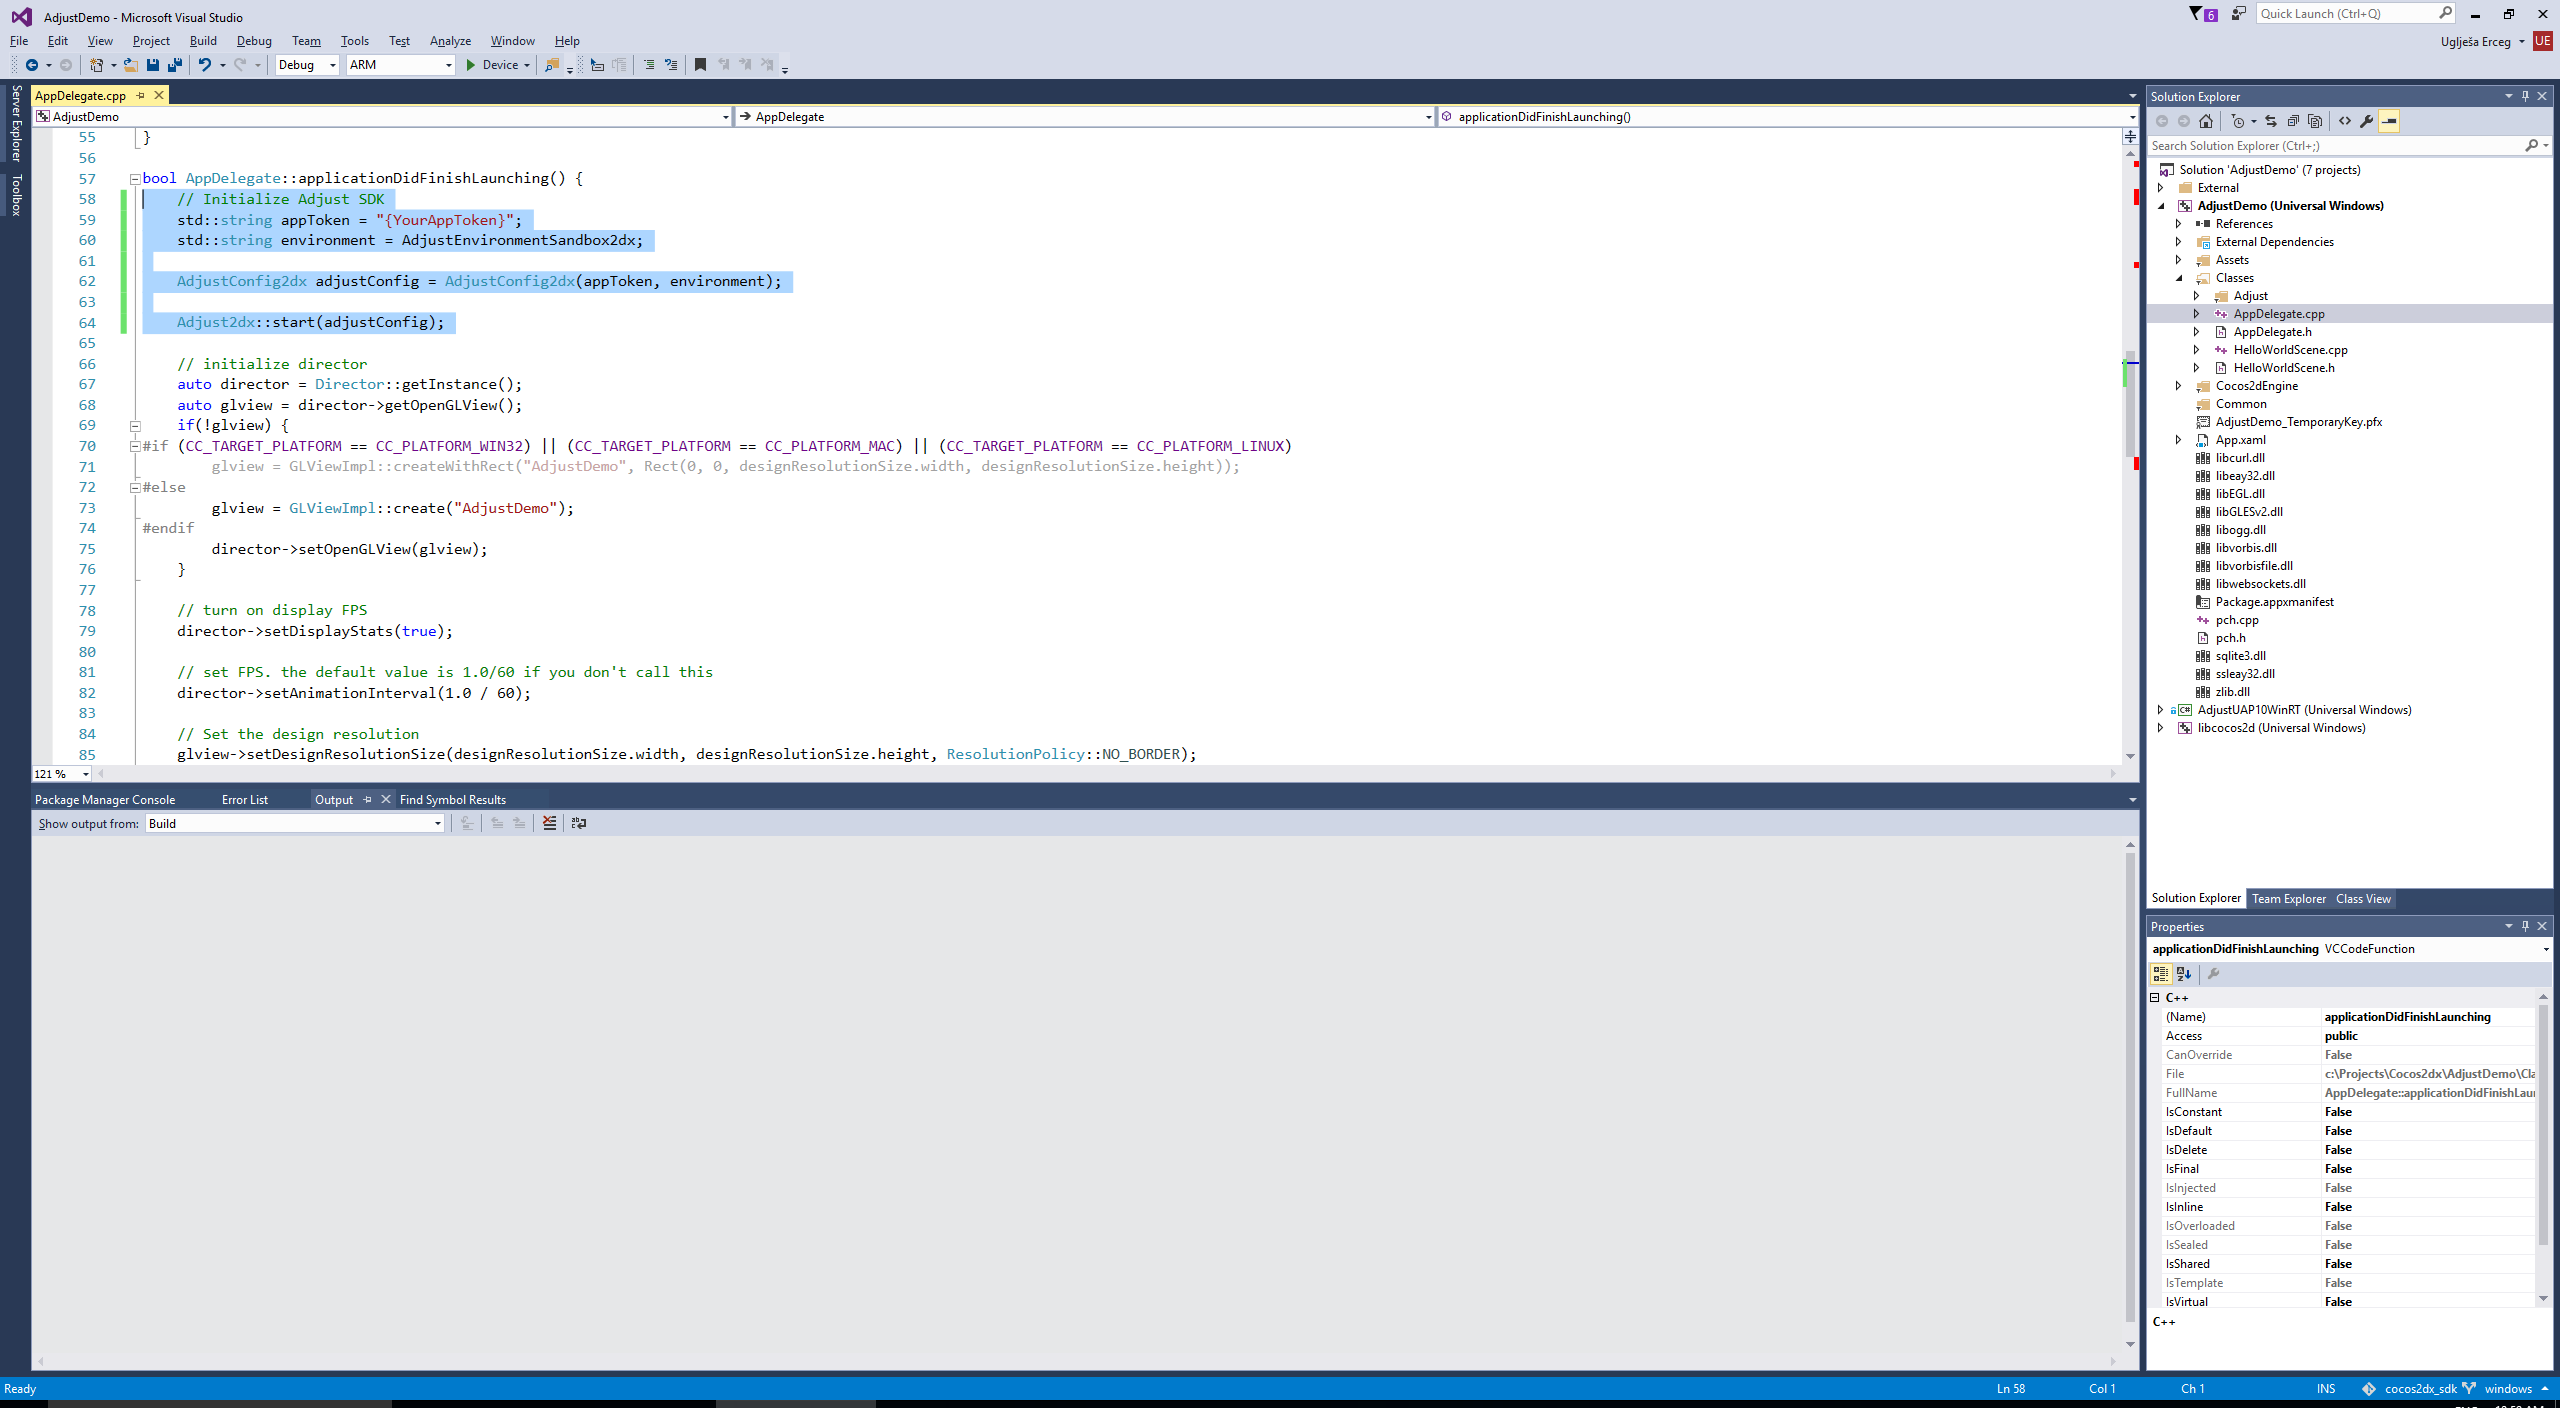 AdjustDemo - Microsoft Visual Studio
6
Quick Launch (Ctrl+Q)
File Edit View Project Build Debug Team Tools Test Analyze Window Help
Uglješa Erceg UE
Debug ARM Device
Server Explorer
Toolbox
AppDelegate.cpp
AdjustDemo AppDelegate applicationDidFinishLaunching()
55 }
56
57 bool AppDelegate::applicationDidFinishLaunching() {
58 // Initialize Adjust SDK
59 std::string appToken = "{YourAppToken}";
60 std::string environment = AdjustEnvironmentSandbox2dx;
61
62 AdjustConfig2dx adjustConfig = AdjustConfig2dx(appToken, environment);
63
64 Adjust2dx::start(adjustConfig);
65
66 // initialize director
67 auto director = Director::getInstance();
68 auto glview = director->getOpenGLView();
69 if(!glview) {
70 #if (CC_TARGET_PLATFORM == CC_PLATFORM_WIN32) || (CC_TARGET_PLATFORM == CC_PLATFORM_MAC) || (CC_TARGET_PLATFORM == CC_PLATFORM_LINUX)
71 glview = GLViewImpl::createWithRect("AdjustDemo", Rect(0, 0, designResolutionSize.width, designResolutionSize.height));
72 #else
73 glview = GLViewImpl::create("AdjustDemo");
74 #endif
75 director->setOpenGLView(glview);
76 }
77
78 // turn on display FPS
79 director->setDisplayStats(true);
80
81 // set FPS. the default value is 1.0/60 if you don't call this
82 director->setAnimationInterval(1.0 / 60);
83
84 // Set the design resolution
85 glview->setDesignResolutionSize(designResolutionSize.width, designResolutionSize.height, ResolutionPolicy::NO_BORDER);
121 %
Package Manager Console Error List Output Find Symbol Results
Show output from: Build
Solution Explorer
Search Solution Explorer (Ctrl+;)
Solution 'AdjustDemo' (7 projects)
External
AdjustDemo (Universal Windows)
References
External Dependencies
Assets
Classes
Adjust
AppDelegate.cpp
AppDelegate.h
HelloWorldScene.cpp
HelloWorldScene.h
Cocos2dEngine
Common
AdjustDemo_TemporaryKey.pfx
App.xaml
libcurl.dll
libeay32.dll
libEGL.dll
libGLESv2.dll
libogg.dll
libvorbis.dll
libvorbisfile.dll
libwebsockets.dll
Package.appxmanifest
pch.cpp
pch.h
sqlite3.dll
ssleay32.dll
zlib.dll
C# AdjustUAP10WinRT (Universal Windows)
libcocos2d (Universal Windows)
Solution Explorer Team Explorer Class View
Properties
applicationDidFinishLaunching VCCodeFunction
C++
(Name) applicationDidFinishLaunching
Access public
CanOverride False
File c:\Projects\Cocos2dx\AdjustDemo\Cla
FullName AppDelegate::applicationDidFinishLau
IsConstant False
IsDefault False
IsDelete False
IsFinal False
IsInjected False
IsInline False
IsOverloaded False
IsSealed False
IsShared False
IsTemplate False
IsVirtual False
C++
Ready Ln 58 Col 1 Ch 1 INS cocos2dx_sdk windows